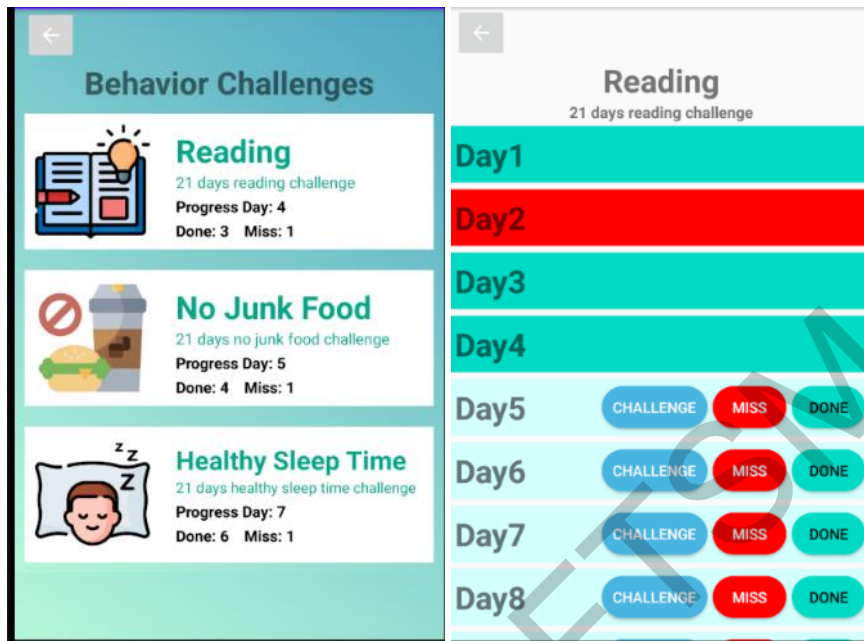 Behavior Challenges
Reading
21 days reading challenge
Progress Day: 4
Done: 3 Miss: 1
No Junk Food
21 days no junk food challenge
Progress Day: 5
Done: 4 Miss: 1
z z
Z
Healthy Sleep Time
21 days healthy sleep time challenge
Progress Day: 7
Done: 6 Miss: 1
Reading
21 days reading challenge
Day1
Day2
Day3
Day4
Day5 CHALLENGE MISS DONE
Day6 CHALLENGE MISS DONE
Day7 CHALLENGE MISS DONE
Day8 CHALLENGE MISS DONE